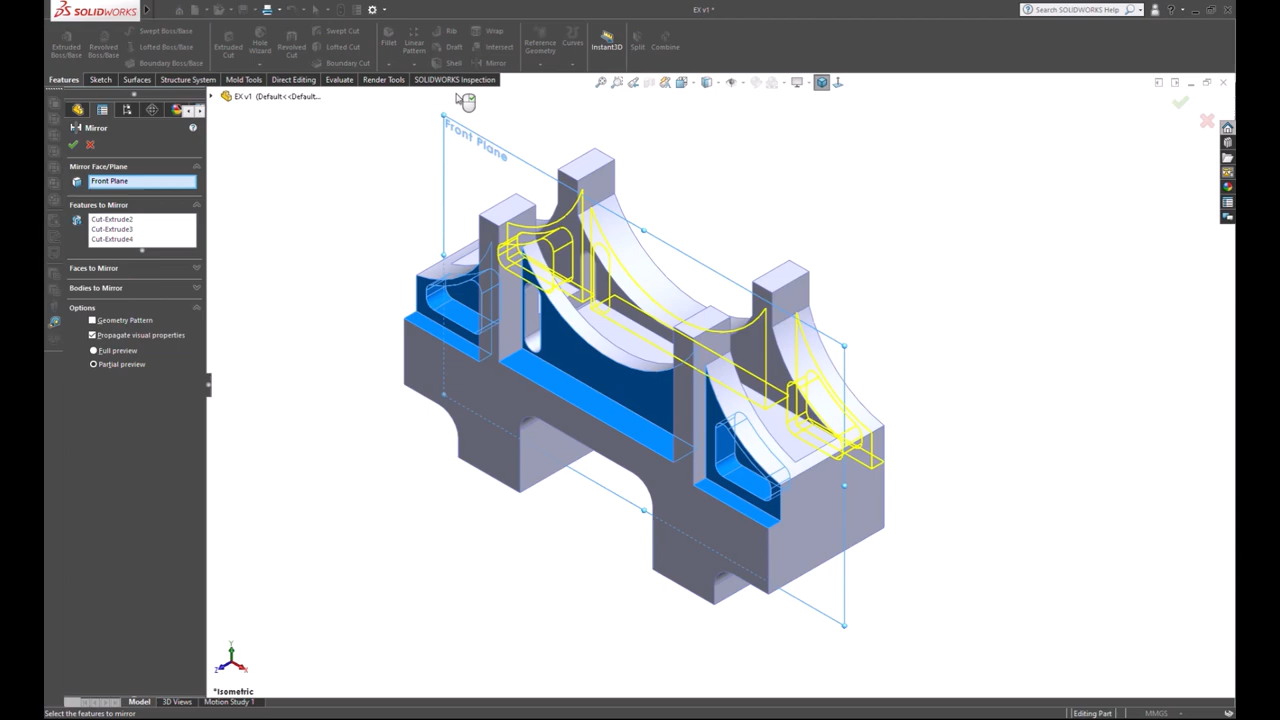 SOLIDWORKS
EX v1 *
Search SOLIDWORKS Help
Extruded Boss/Base
Revolved Boss/Base
Swept Boss/Base
Lofted Boss/Base
Boundary Boss/Base
Extruded Cut
Hole Wizard
Revolved Cut
Swept Cut
Lofted Cut
Boundary Cut
Fillet
Linear Pattern
Rib
Draft
Shell
Wrap
Intersect
Mirror
Reference Geometry
Curves
Instant3D
Split
Combine
Features
Sketch
Surfaces
Structure System
Mold Tools
Direct Editing
Evaluate
Render Tools
SOLIDWORKS Inspection
EX v1 (Default<<Default...
Mirror
Mirror Face/Plane
Front Plane
Features to Mirror
Cut-Extrude2
Cut-Extrude3
Cut-Extrude4
Faces to Mirror
Bodies to Mirror
Options
Geometry Pattern
Propagate visual properties
Full preview
Partial preview
Front Plane
Y
Z
X
*Isometric
Model
3D Views
Motion Study 1
Select the features to mirror
Editing Part
MMGS